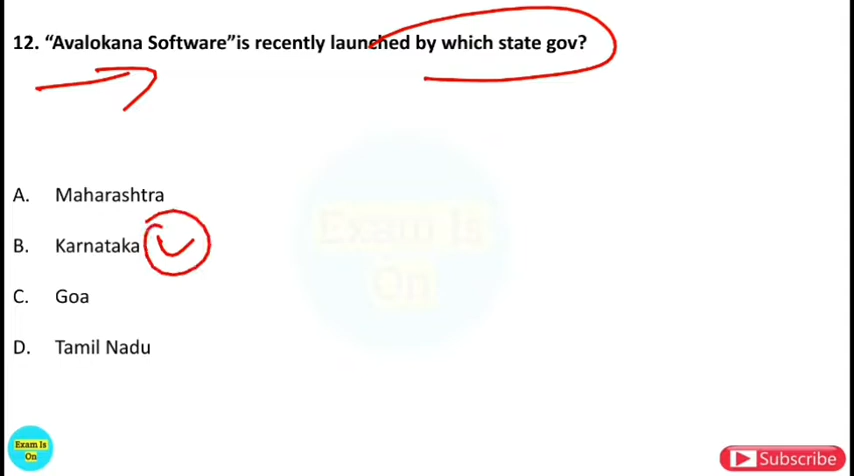 12. “Avalokana Software”is recently launched by which state gov?
A. Maharashtra
B. Karnataka
C. Goa
D. Tamil Nadu
Exam Is
On
Exam Is
On
Subscribe